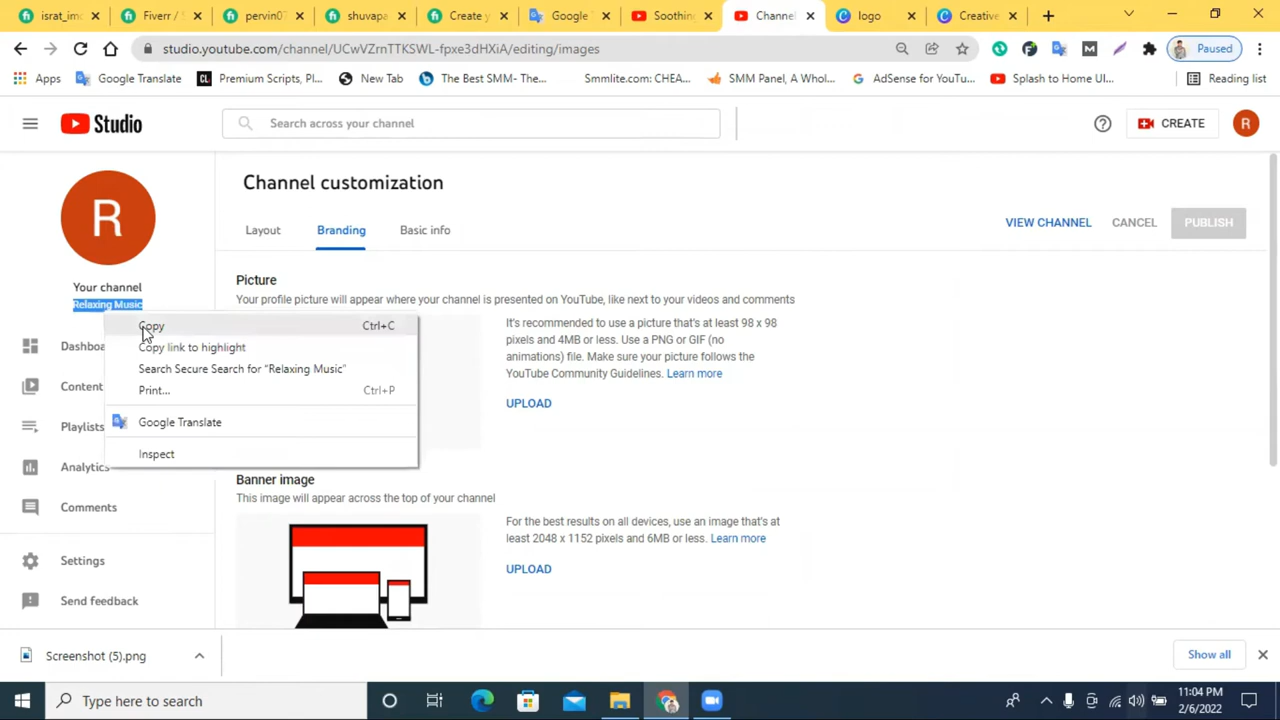 israt_im
Fiverr /
pervin0
shuvapa
Create y
Google
Soothin
Channel
logo
Creative
studio.youtube.com/channel/UCwVZrnTTKSWL-fpxe3dHXiA/editing/images
Paused
Apps
Google Translate
CL
Premium Scripts, Pl...
New Tab
The Best SMM- The...
Smmlite.com: CHEA...
SMM Panel, A Whol...
AdSense for YouTu...
Splash to Home UI...
Reading list
Studio
Search across your channel
CREATE
R
R
Your channel
Relaxing Music
Channel customization
Layout
Branding
Basic info
VIEW CHANNEL
CANCEL
PUBLISH
Picture
Your profile picture will appear where your channel is presented on YouTube, like next to your videos and comments
It's recommended to use a picture that's at least 98 x 98
pixels and 4MB or less. Use a PNG or GIF (no
animations) file. Make sure your picture follows the
YouTube Community Guidelines. Learn more
UPLOAD
Copy Ctrl+C
Copy link to highlight
Search Secure Search for "Relaxing Music"
Print... Ctrl+P
Google Translate
Inspect
Dashboa
Content
Playlists
Analytics
Comments
Settings
Send feedback
Banner image
This image will appear across the top of your channel
For the best results on all devices, use an image that's at
least 2048 x 1152 pixels and 6MB or less. Learn more
UPLOAD
Screenshot (5).png
Show all
Type here to search
11:04 PM
2/6/2022